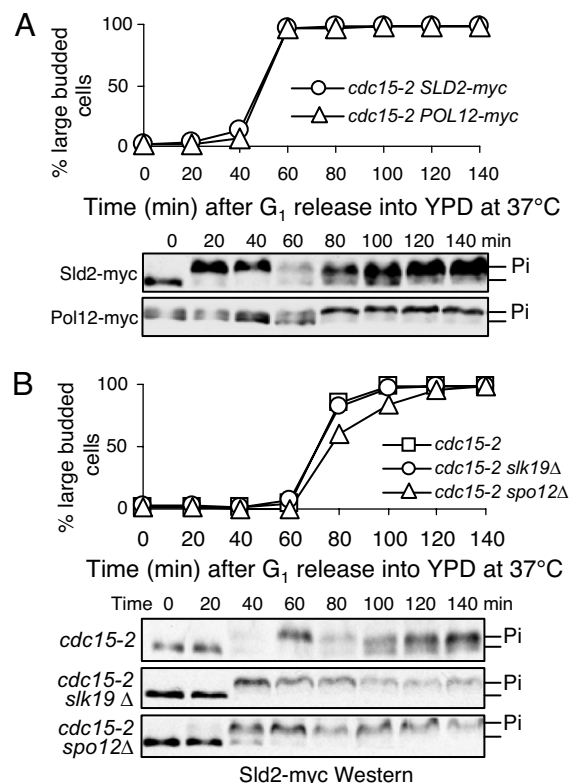 A
100
50
0
% large budded
cells
cdc15-2 SLD2-myc
cdc15-2 POL12-myc
0 20 40 60 80 100 120 140
Time (min) after G1 release into YPD at 37°C
0 20 40 60 80 100 120 140 min
Sld2-myc
Pi
Pol12-myc
Pi
B
100
50
0
% large budded
cells
cdc15-2
cdc15-2 slk19Δ
cdc15-2 spo12Δ
0 20 40 60 80 100 120 140
Time (min) after G1 release into YPD at 37°C
Time 0 20 40 60 80 100 120 140 min
cdc15-2
Pi
cdc15-2
slk19 Δ
Pi
cdc15-2
spo12Δ
Pi
Sld2-myc Western